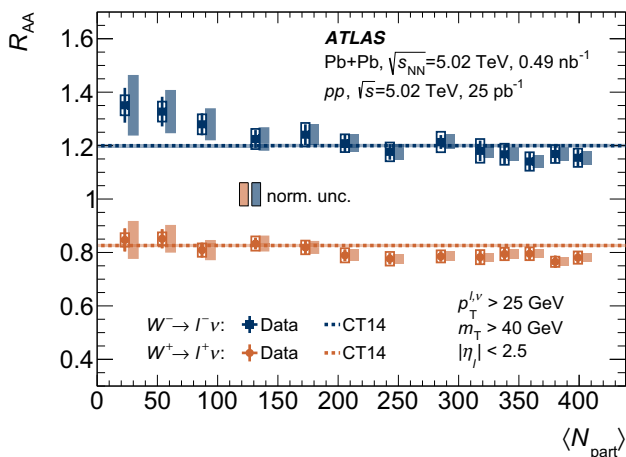 R_AA
1.6
1.4
1.2
1
0.8
0.6
0.4
ATLAS
Pb+Pb, √s_NN=5.02 TeV, 0.49 nb⁻¹
pp, √s=5.02 TeV, 25 pb⁻¹
norm. unc.
p_T^{l,ν} > 25 GeV
W⁻→ l⁻ν: Data CT14 m_T > 40 GeV
W⁺→ l⁺ν: Data CT14 |η_l| < 2.5
0 50 100 150 200 250 300 350 400
⟨N_part⟩